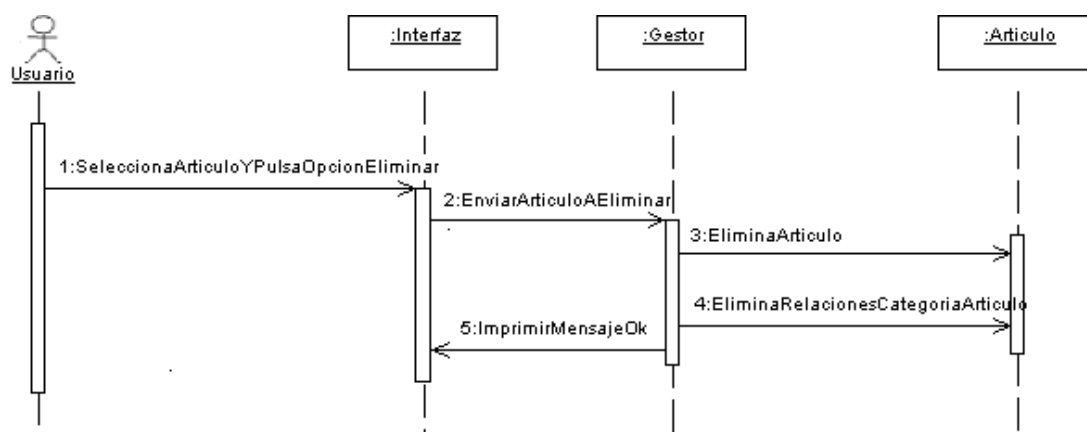 :Interfaz
:Gestor
:Articulo
Usuario
1:SeleccionaArticuloYPulsaOpcionEliminar
2:EnviarArticuloAEliminar
3:EliminaArticulo
4:EliminaRelacionesCategoriaArticulo
5:ImprimirMensajeOk